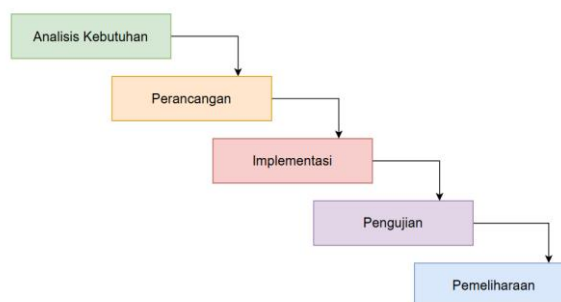 Analisis Kebutuhan
Perancangan
Implementasi
Pengujian
Pemeliharaan